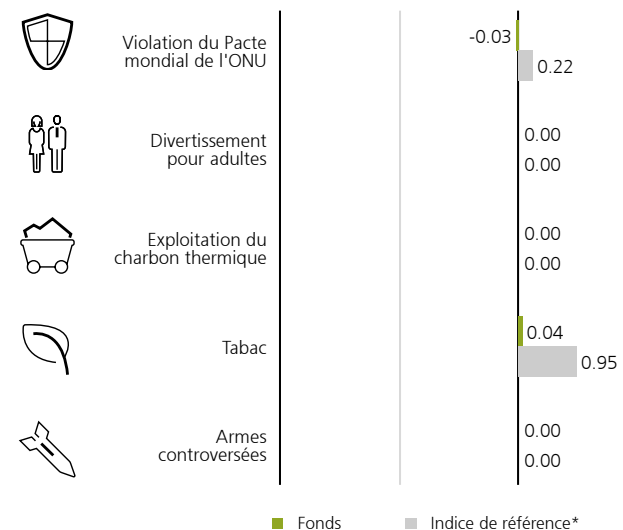 Violation du Pacte
mondial de l'ONU
-0.03
0.22
Divertissement
pour adultes
0.00
0.00
Exploitation du
charbon thermique
0.00
0.00
Tabac
0.04
0.95
Armes
controversées
0.00
0.00
Fonds
Indice de référence*